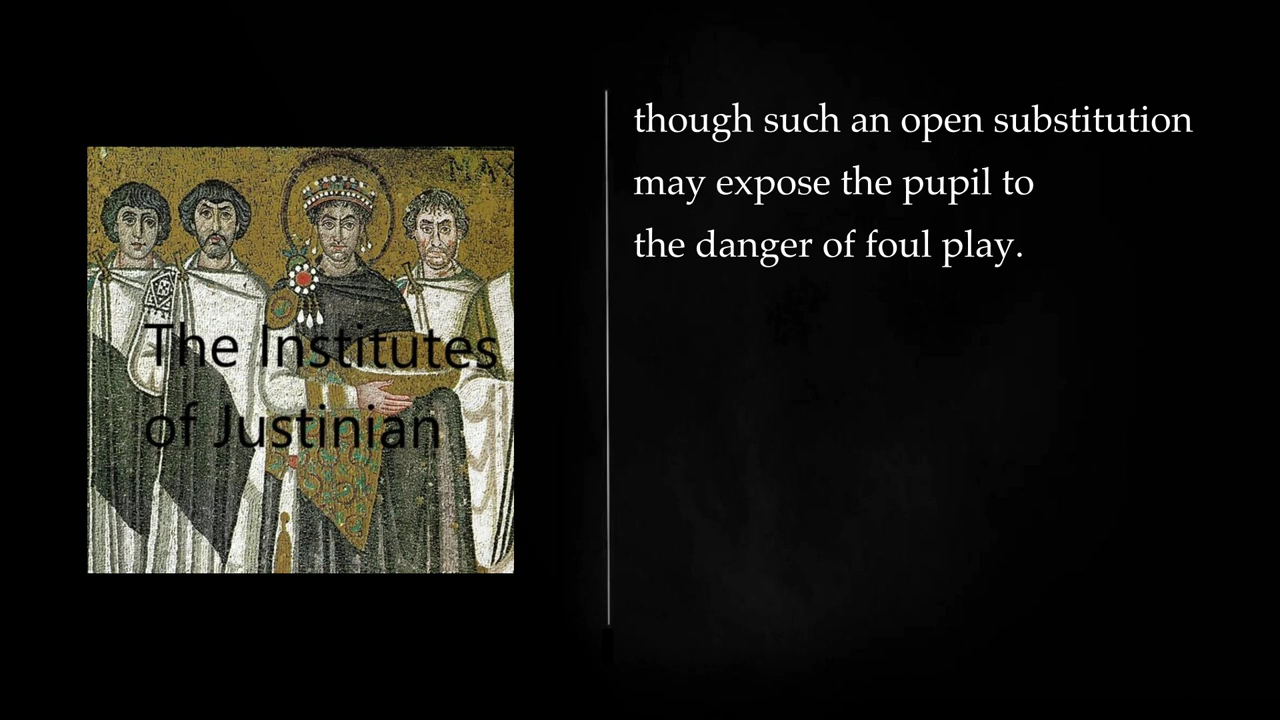 The Institutes
of Justinian
though such an open substitution
may expose the pupil to
the danger of foul play.